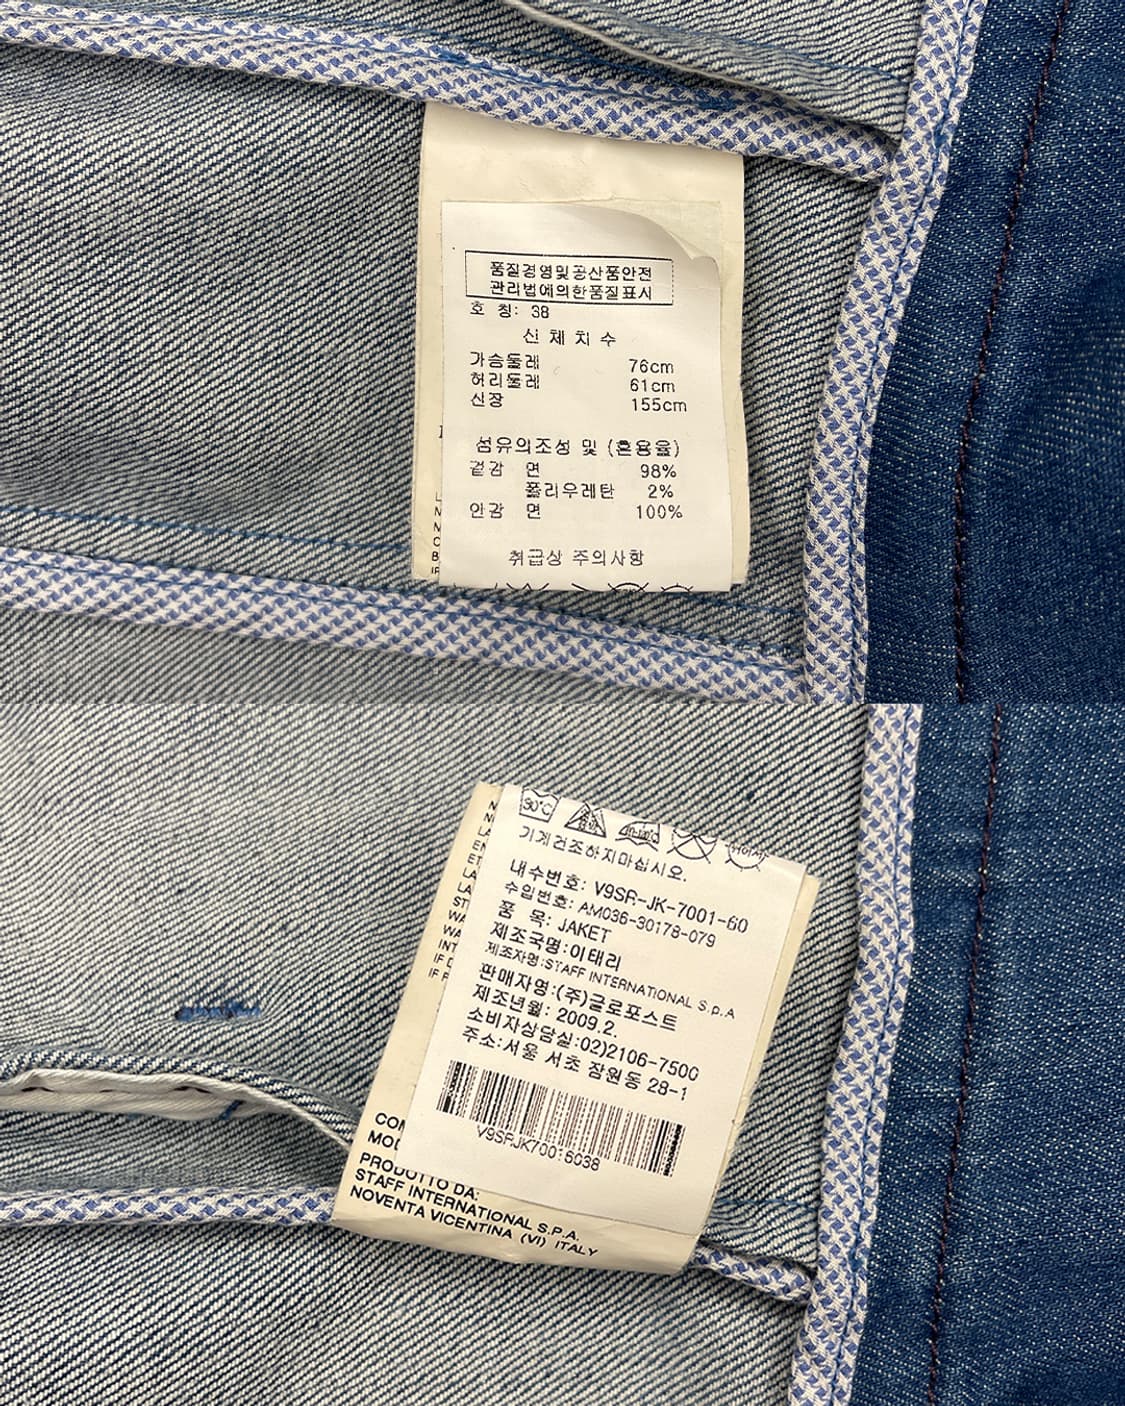 품질경영및공산품안전
관리법에의한품질표시
호 칭: 38
신 체 치 수
가슴둘레 76cm
허리둘레 61cm
신장 155cm
섬유의조성 및 (혼용율)
겉감 면 98%
폴리우레탄 2%
안감 면 100%
취급상 주의사항
30℃
기계건조하지마십시오.
내수번호: V9SR-JK-7001-60
수입번호: AM036-30178-079
품 목: JAKET
제조국명:이태리
제조자명:STAFF INTERNATIONAL S.p.A
판매자명:(주)글로포스트
제조년월: 2009.2.
소비자상담실:02)2106-7500
주소:서울 서초 잠원동 28-1
V9SRJK70016038
PRODOTTO DA:
STAFF INTERNATIONAL S.P.A.
NOVENTA VICENTINA (VI) ITALY